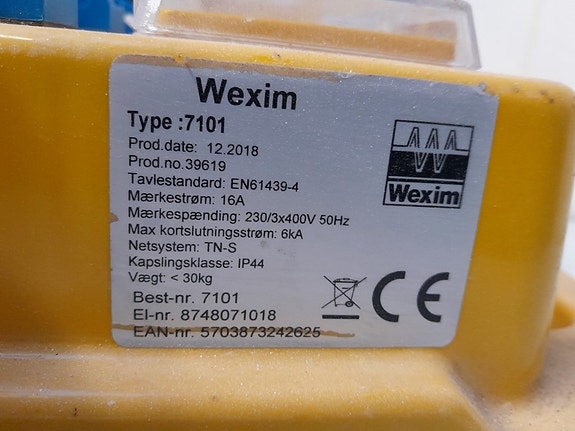 Wexim
Type :7101
Prod.date: 12.2018
Prod.no.39619
Tavlestandard: EN61439-4
Mærkestrøm: 16A
Mærkespænding: 230/3x400V 50Hz
Max kortslutningsstrøm: 6kA
Netsystem: TN-S
Kapslingsklasse: IP44
Vægt: < 30kg
Best-nr. 7101
El-nr. 8748071018
EAN-nr. 5703873242625
Wexim
CE